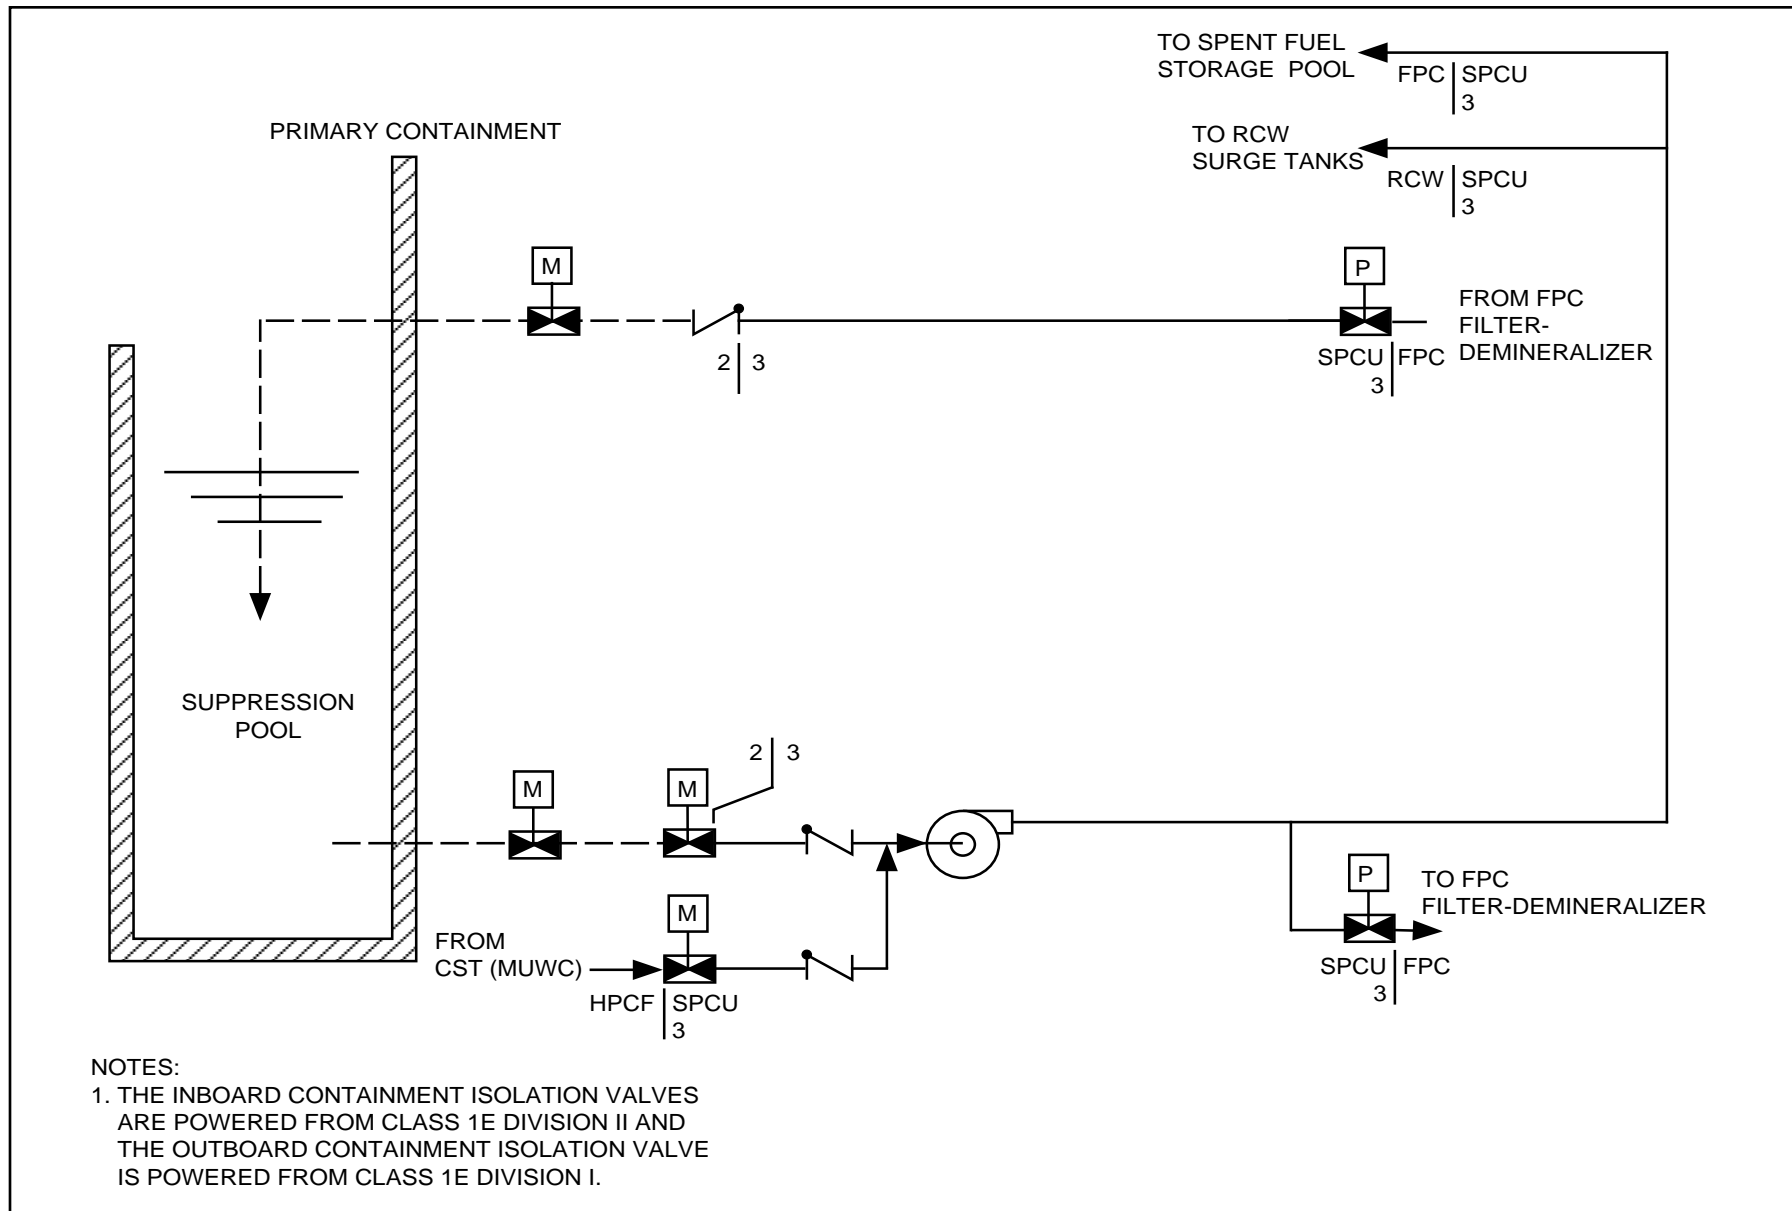 TO SPENT FUEL
STORAGE POOL
FPC SPCU
3
PRIMARY CONTAINMENT
TO RCW
SURGE TANKS
RCW SPCU
3
M
P
FROM FPC
FILTER-
DEMINERALIZER
2 3
SPCU FPC
3
SUPPRESSION
POOL
2 3
M
M
P
TO FPC
FILTER-DEMINERALIZER
M
FROM
CST (MUWC)
SPCU FPC
3
HPCF SPCU
3
NOTES:
1. THE INBOARD CONTAINMENT ISOLATION VALVES
ARE POWERED FROM CLASS 1E DIVISION II AND
THE OUTBOARD CONTAINMENT ISOLATION VALVE
IS POWERED FROM CLASS 1E DIVISION I.